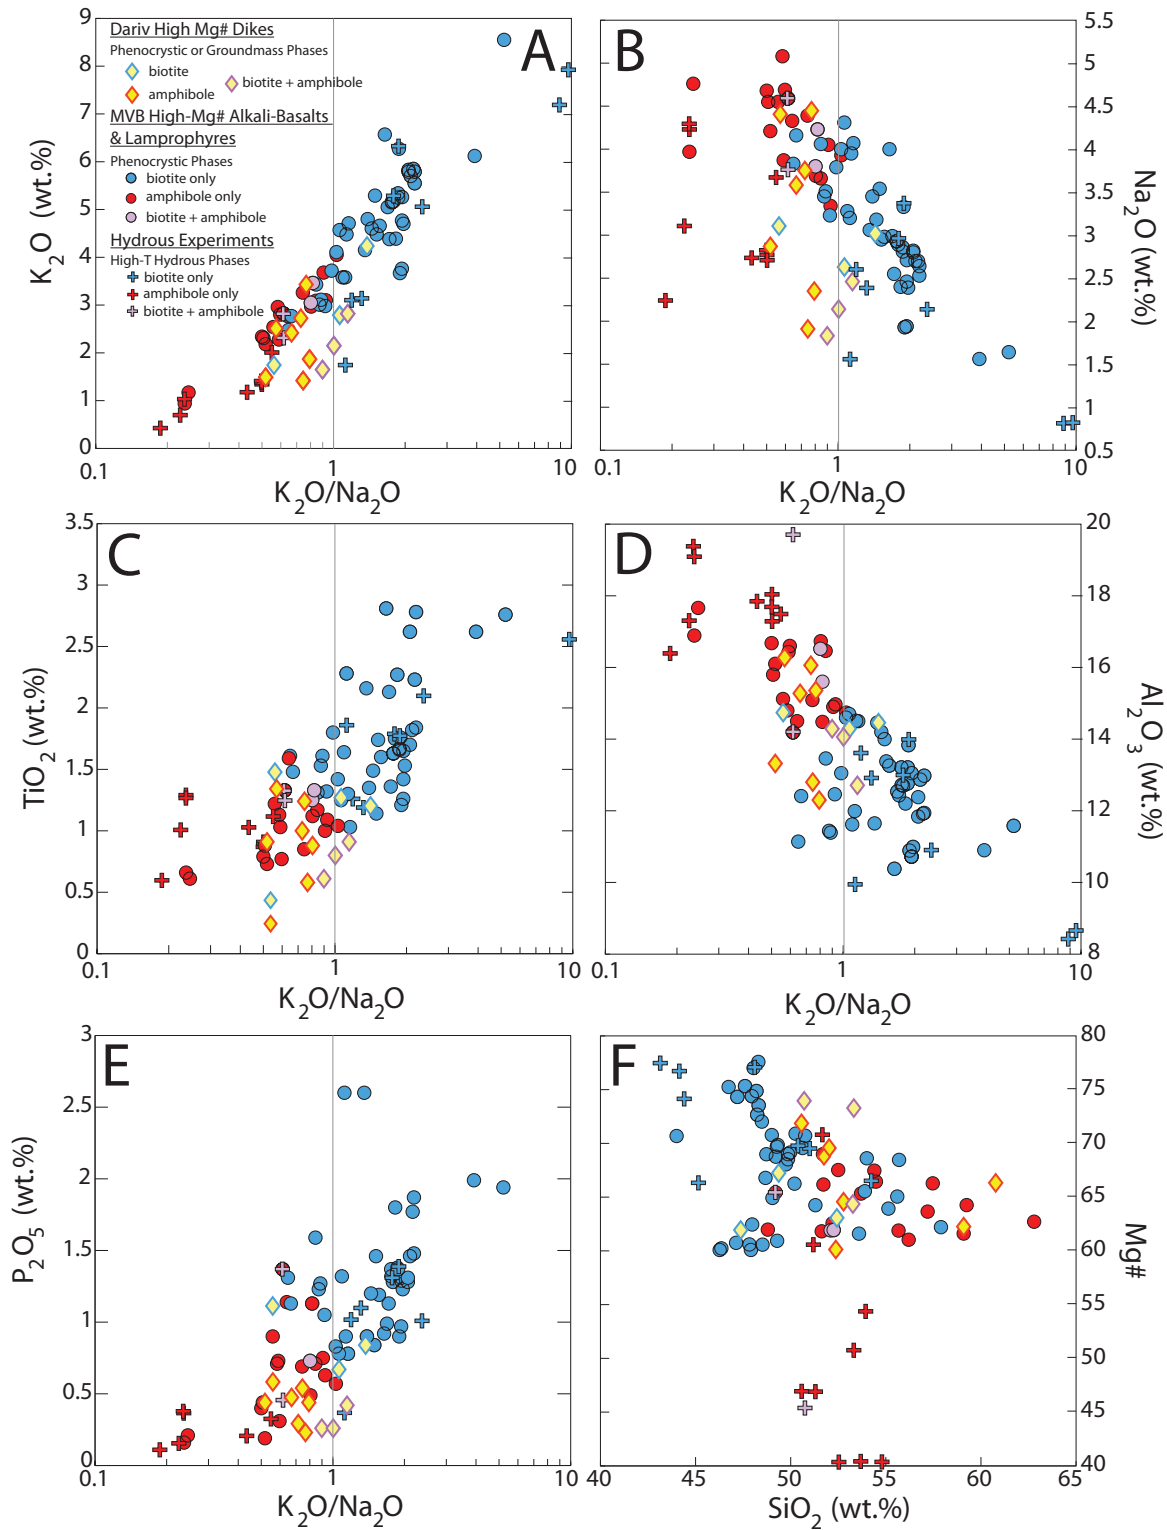 A
9
8
7
6
5
4
3
2
1
0
K₂O (wt.%)
Dariv High Mg# Dikes
Phenocrystic or Groundmass Phases
biotite
biotite + amphibole
amphibole
MVB High-Mg# Alkali-Basalts
& Lamprophyres
Phenocrystic Phases
biotite only
amphibole only
biotite + amphibole
Hydrous Experiments
High-T Hydrous Phases
biotite only
amphibole only
biotite + amphibole
0.1
1
10
K₂O/Na₂O
B
5.5
5
4.5
4
3.5
3
2.5
2
1.5
1
0.5
Na₂O (wt.%)
0.1
1
10
K₂O/Na₂O
C
3.5
3
2.5
2
1.5
1
0.5
0
TiO₂ (wt.%)
0.1
1
10
K₂O/Na₂O
D
20
18
16
14
12
10
8
Al₂O₃ (wt.%)
0.1
1
10
K₂O/Na₂O
E
3
2.5
2
1.5
1
0.5
0
P₂O₅ (wt.%)
0.1
1
10
K₂O/Na₂O
F
80
75
70
65
60
55
50
45
40
Mg#
40
45
50
55
60
65
SiO₂ (wt.%)